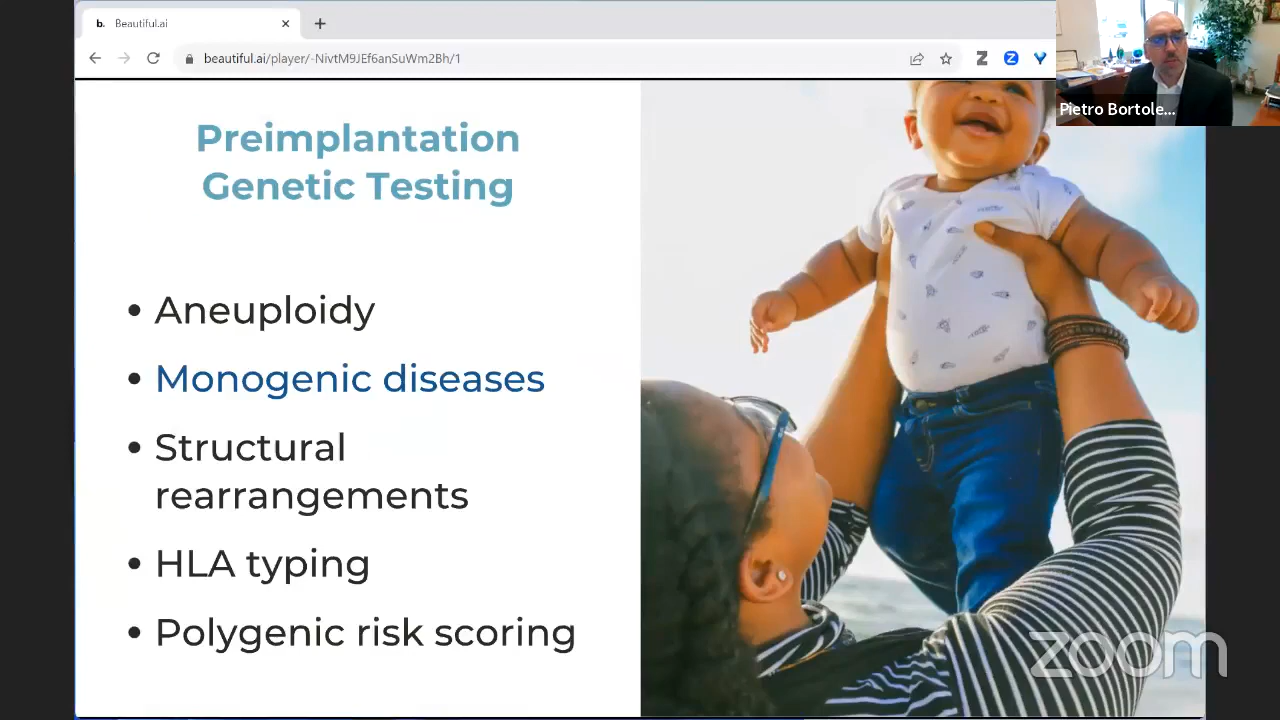 b. Beautiful.ai
beautiful.ai/player/-NivtM9JEf6anSuWm2Bh/1
Pietro Bortole...
Preimplantation
Genetic Testing
• Aneuploidy
• Monogenic diseases
• Structural
rearrangements
• HLA typing
• Polygenic risk scoring
zoom